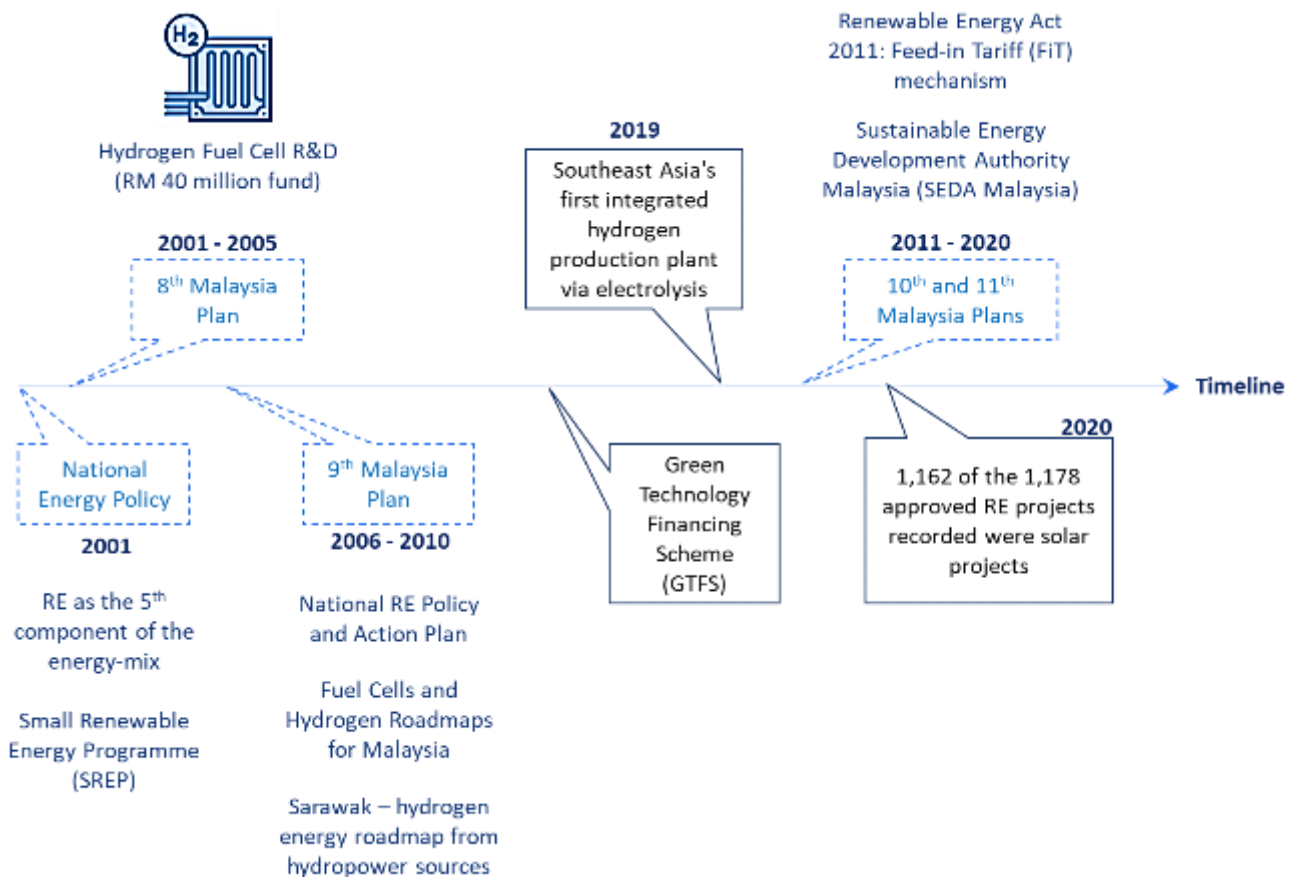 H₂
Hydrogen Fuel Cell R&D
(RM 40 million fund)
2001 - 2005
8th Malaysia
Plan
2019
Southeast Asia's
first integrated
hydrogen
production plant
via electrolysis
Renewable Energy Act
2011: Feed-in Tariff (FiT)
mechanism
Sustainable Energy
Development Authority
Malaysia (SEDA Malaysia)
2011 - 2020
10th and 11th
Malaysia Plans
Timeline
National
Energy Policy
2001
RE as the 5th
component of the
energy-mix
Small Renewable
Energy Programme
(SREP)
9th Malaysia
Plan
2006 - 2010
National RE Policy
and Action Plan
Fuel Cells and
Hydrogen Roadmaps
for Malaysia
Sarawak – hydrogen
energy roadmap from
hydropower sources
Green
Technology
Financing
Scheme
(GTFS)
2020
1,162 of the 1,178
approved RE projects
recorded were solar
projects